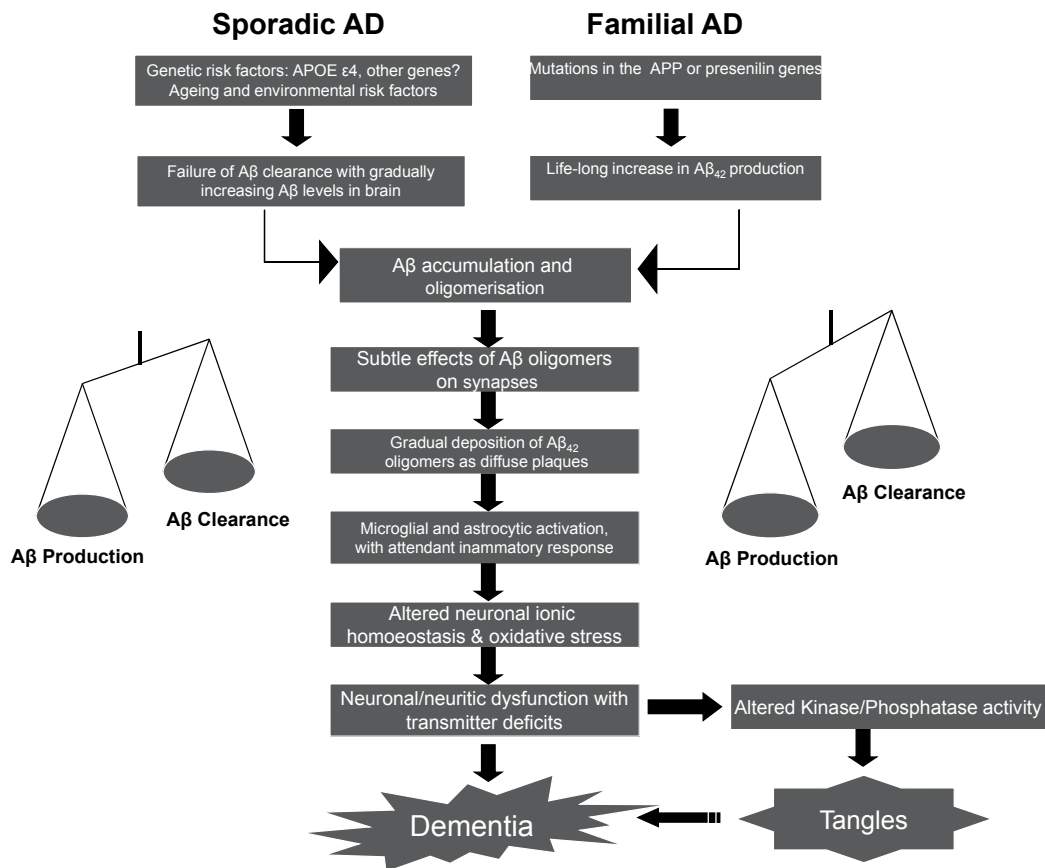 Sporadic AD
Familial AD
Genetic risk factors: APOE ε4, other genes?
Ageing and environmental risk factors
Mutations in the APP or presenilin genes
Failure of Aβ clearance with gradually
increasing Aβ levels in brain
Life-long increase in Aβ₄₂ production
Aβ accumulation and
oligomerisation
Subtle effects of Aβ oligomers
on synapses
Gradual deposition of Aβ₄₂
oligomers as diffuse plaques
Aβ Clearance
Aβ Production
Aβ Clearance
Aβ Production
Microglial and astrocytic activation,
with attendant inammatory response
Altered neuronal ionic
homoeostasis & oxidative stress
Neuronal/neuritic dysfunction with
transmitter deficits
Altered Kinase/Phosphatase activity
Dementia
Tangles